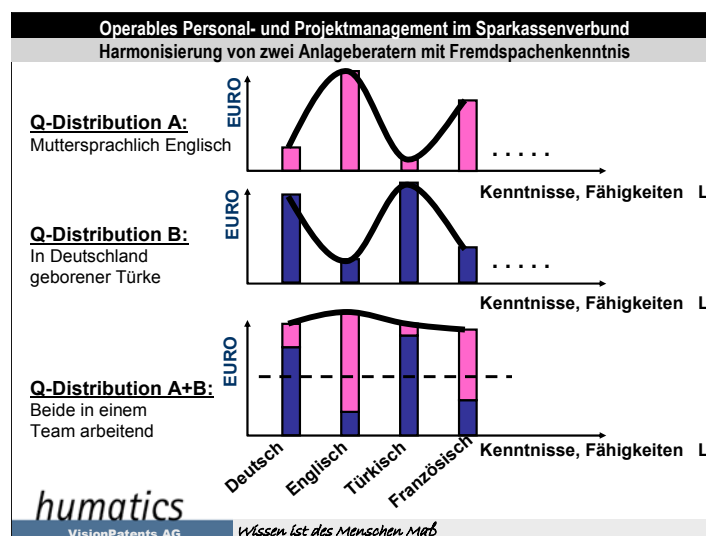 Operables Personal- und Projektmanagement im Sparkassenverbund
Harmonisierung von zwei Anlageberatern mit Fremdspachenkenntnis
EURO
Q-Distribution A:
Muttersprachlich Englisch
. . . . .
Kenntnisse, Fähigkeiten L
EURO
Q-Distribution B:
In Deutschland
geborener Türke
. . . . .
Kenntnisse, Fähigkeiten L
EURO
Q-Distribution A+B:
Beide in einem
Team arbeitend
Kenntnisse, Fähigkeiten L
Deutsch
Englisch
Türkisch
Französisch
humatics
VisionPatents AG
Wissen ist des Menschen Maß